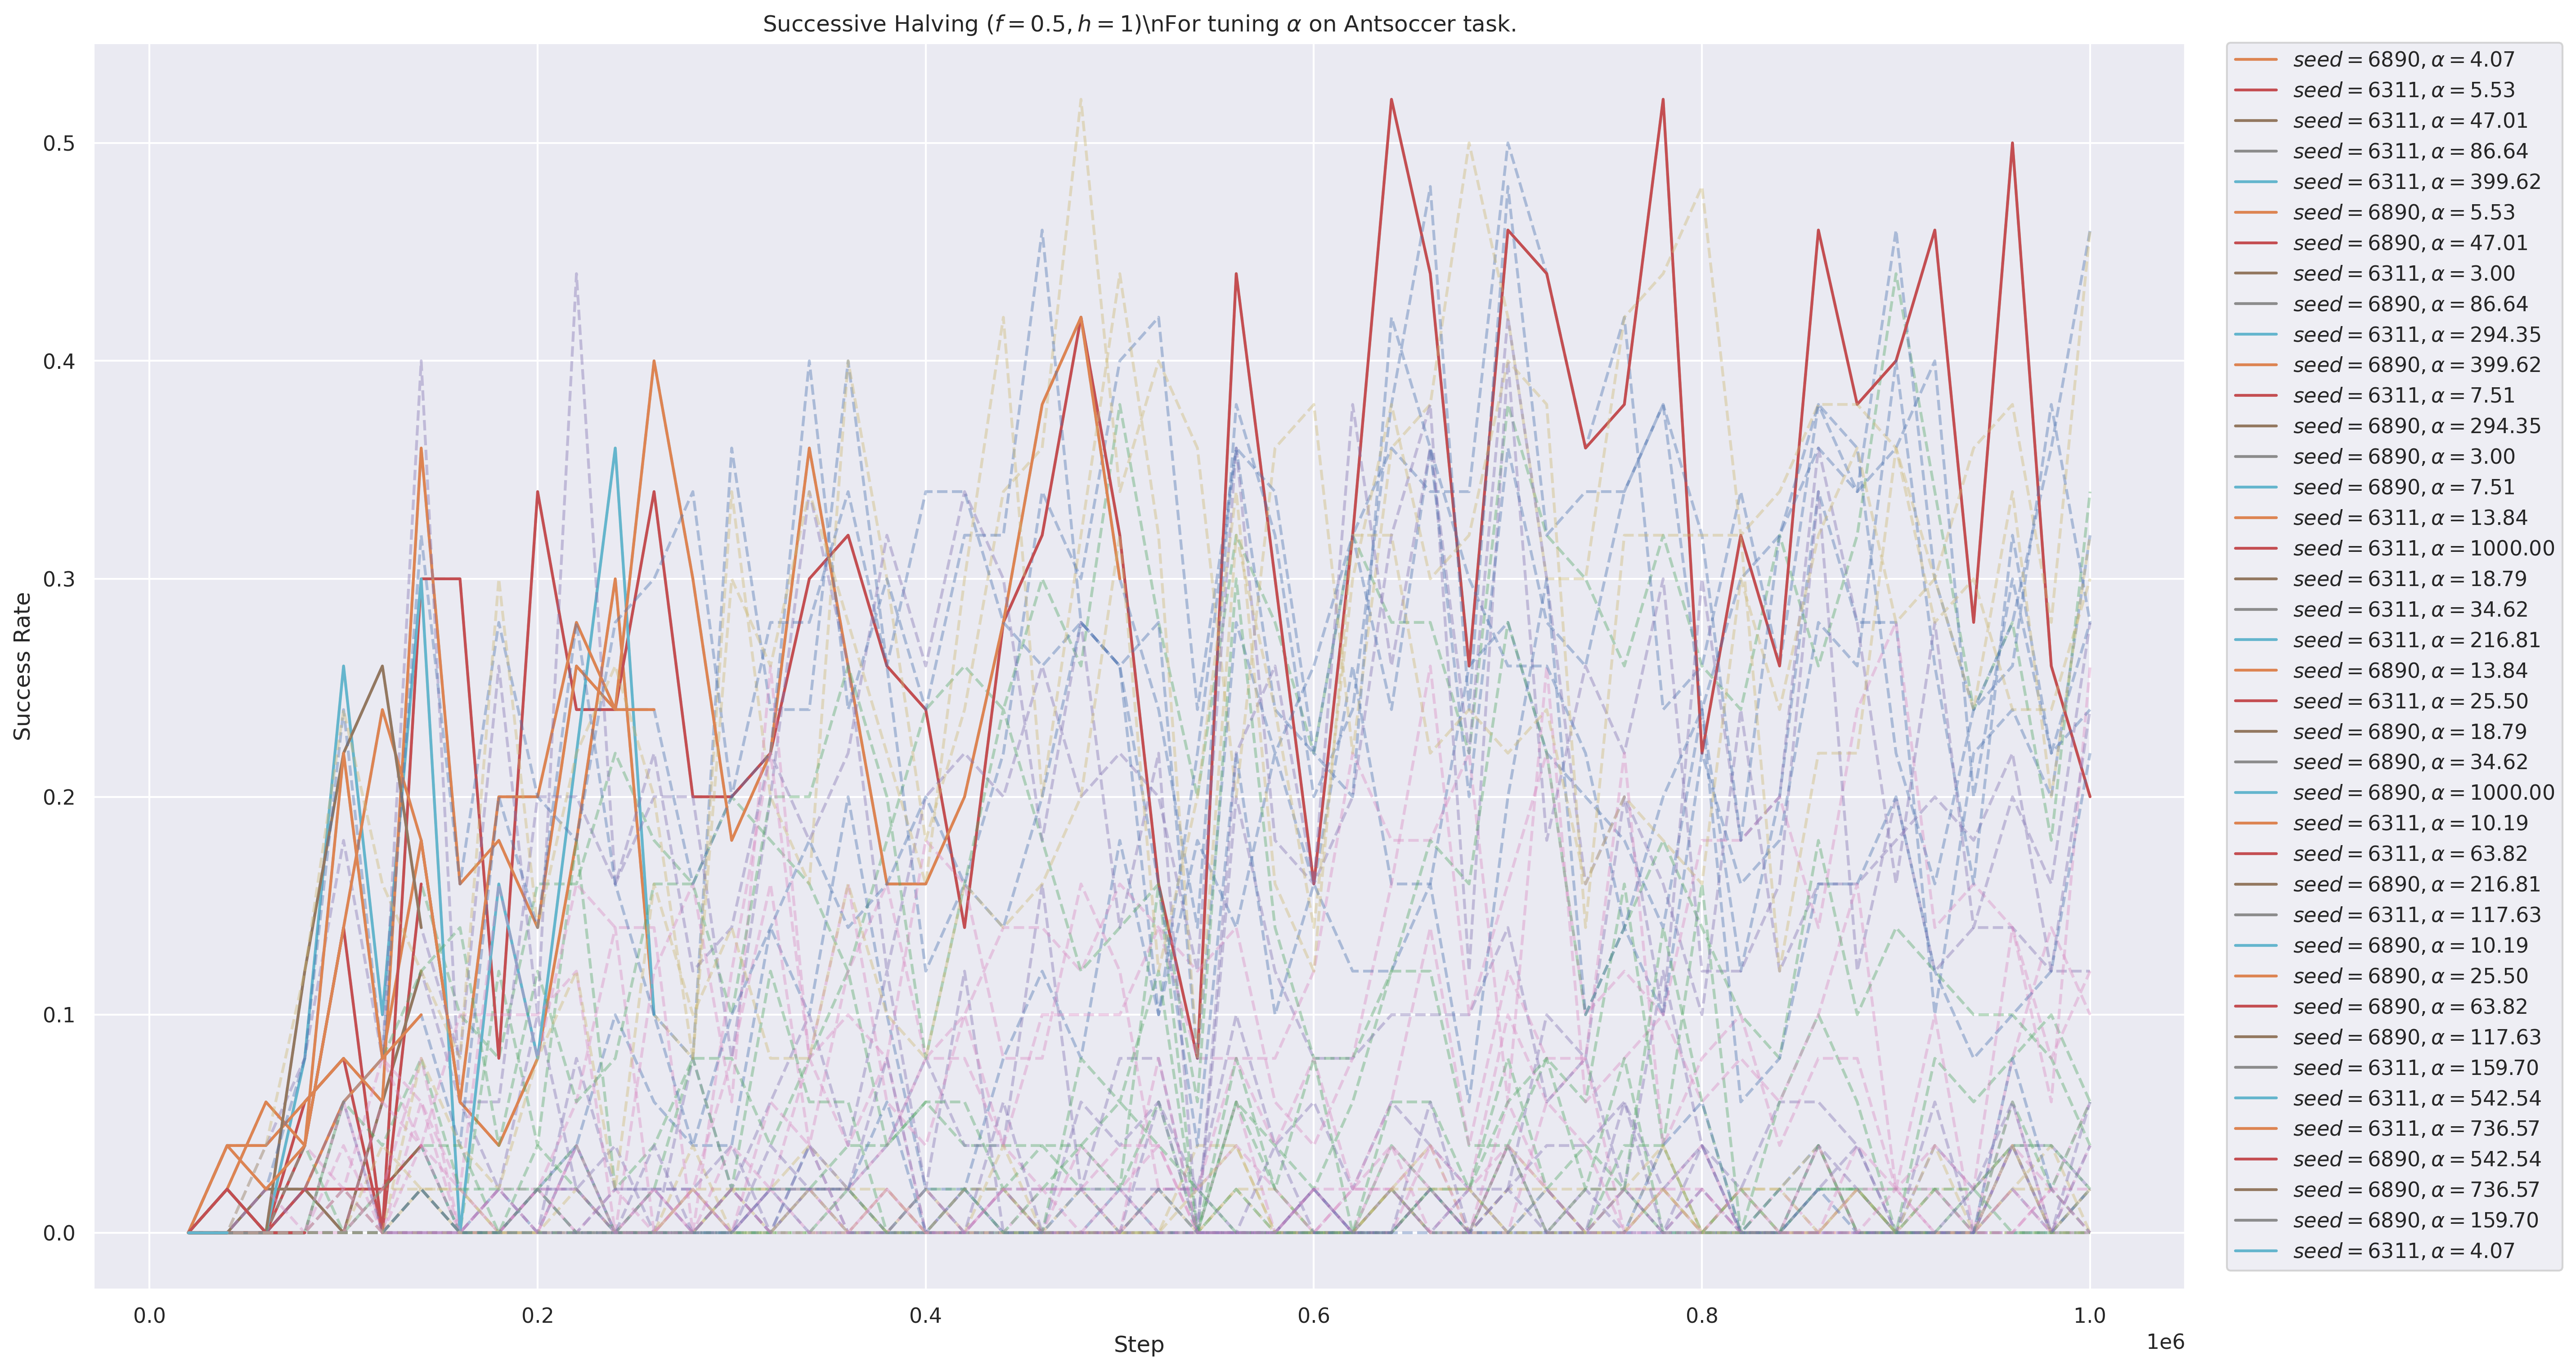 Successive Halving (f = 0.5, h = 1)\nFor tuning α on Antsoccer task.
Success Rate
0.5
0.4
0.3
0.2
0.1
0.0
0.0 0.2 0.4 0.6 0.8 1.0
1e6
Step
seed = 6890, α = 4.07
seed = 6311, α = 5.53
seed = 6311, α = 47.01
seed = 6311, α = 86.64
seed = 6311, α = 399.62
seed = 6890, α = 5.53
seed = 6890, α = 47.01
seed = 6311, α = 3.00
seed = 6890, α = 86.64
seed = 6311, α = 294.35
seed = 6890, α = 399.62
seed = 6311, α = 7.51
seed = 6890, α = 294.35
seed = 6890, α = 3.00
seed = 6890, α = 7.51
seed = 6311, α = 13.84
seed = 6311, α = 1000.00
seed = 6311, α = 18.79
seed = 6311, α = 34.62
seed = 6311, α = 216.81
seed = 6890, α = 13.84
seed = 6311, α = 25.50
seed = 6890, α = 18.79
seed = 6890, α = 34.62
seed = 6890, α = 1000.00
seed = 6311, α = 10.19
seed = 6311, α = 63.82
seed = 6890, α = 216.81
seed = 6311, α = 117.63
seed = 6890, α = 10.19
seed = 6890, α = 25.50
seed = 6890, α = 63.82
seed = 6890, α = 117.63
seed = 6311, α = 159.70
seed = 6311, α = 542.54
seed = 6311, α = 736.57
seed = 6890, α = 542.54
seed = 6890, α = 736.57
seed = 6890, α = 159.70
seed = 6311, α = 4.07